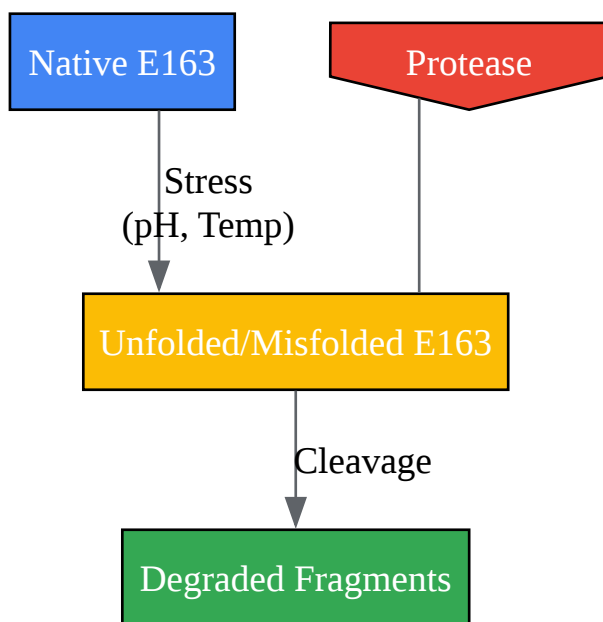 Native E163
Protease
Stress
(pH, Temp)
Unfolded/Misfolded E163
Cleavage
Degraded Fragments